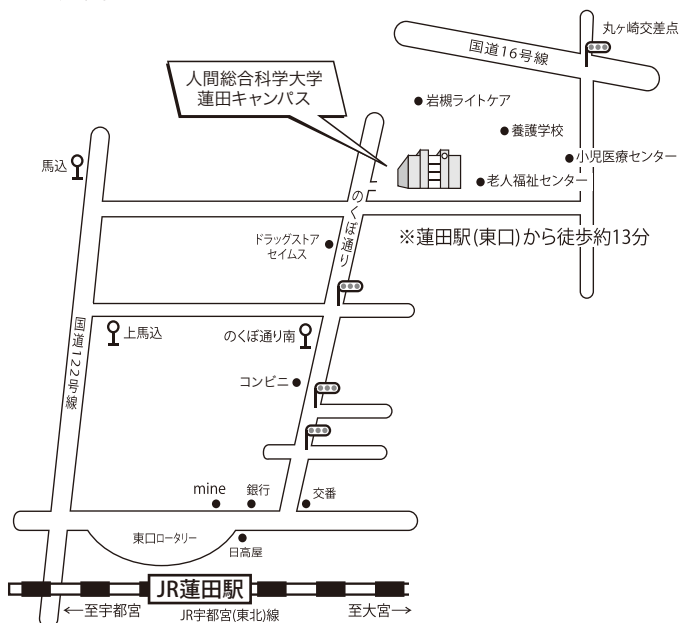 丸ヶ崎交差点
国道16号線
人間総合科学大学
蓮田キャンパス
岩槻ライトケア
養護学校
小児医療センター
老人福祉センター
馬込
のくぼ通り
※蓮田駅(東口)から徒歩約13分
ドラッグストア
セイムス
国道122号線
上馬込
のくぼ通り南
コンビニ
mine
銀行
交番
東口ロータリー
日高屋
JR蓮田駅
←至宇都宮
JR宇都宮(東北)線
至大宮→